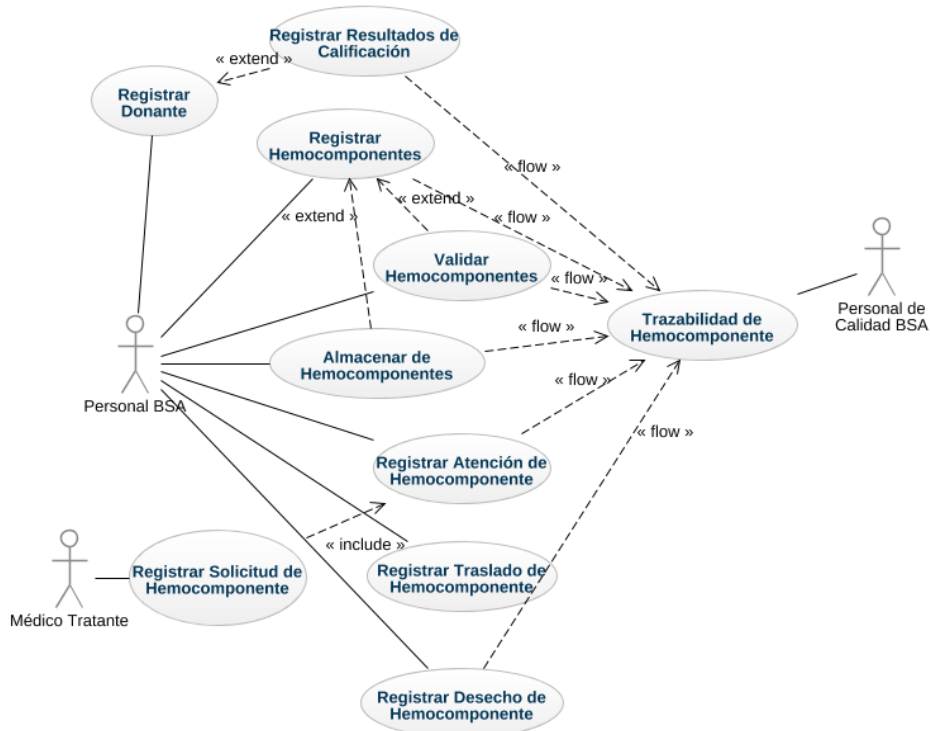 Registrar Resultados de
Calificación
« extend »
Registrar
Donante
Registrar
Hemocomponentes
« flow »
« extend »
« extend »
« flow »
Validar
Hemocomponentes
« flow »
Personal de
Calidad BSA
Trazabilidad de
Hemocomponente
« flow »
Almacenar de
Hemocomponentes
« flow »
Personal BSA
« flow »
Registrar Atención de
Hemocomponente
« include »
Registrar Solicitud de
Hemocomponente
Registrar Traslado de
Hemocomponente
Médico Tratante
Registrar Desecho de
Hemocomponente